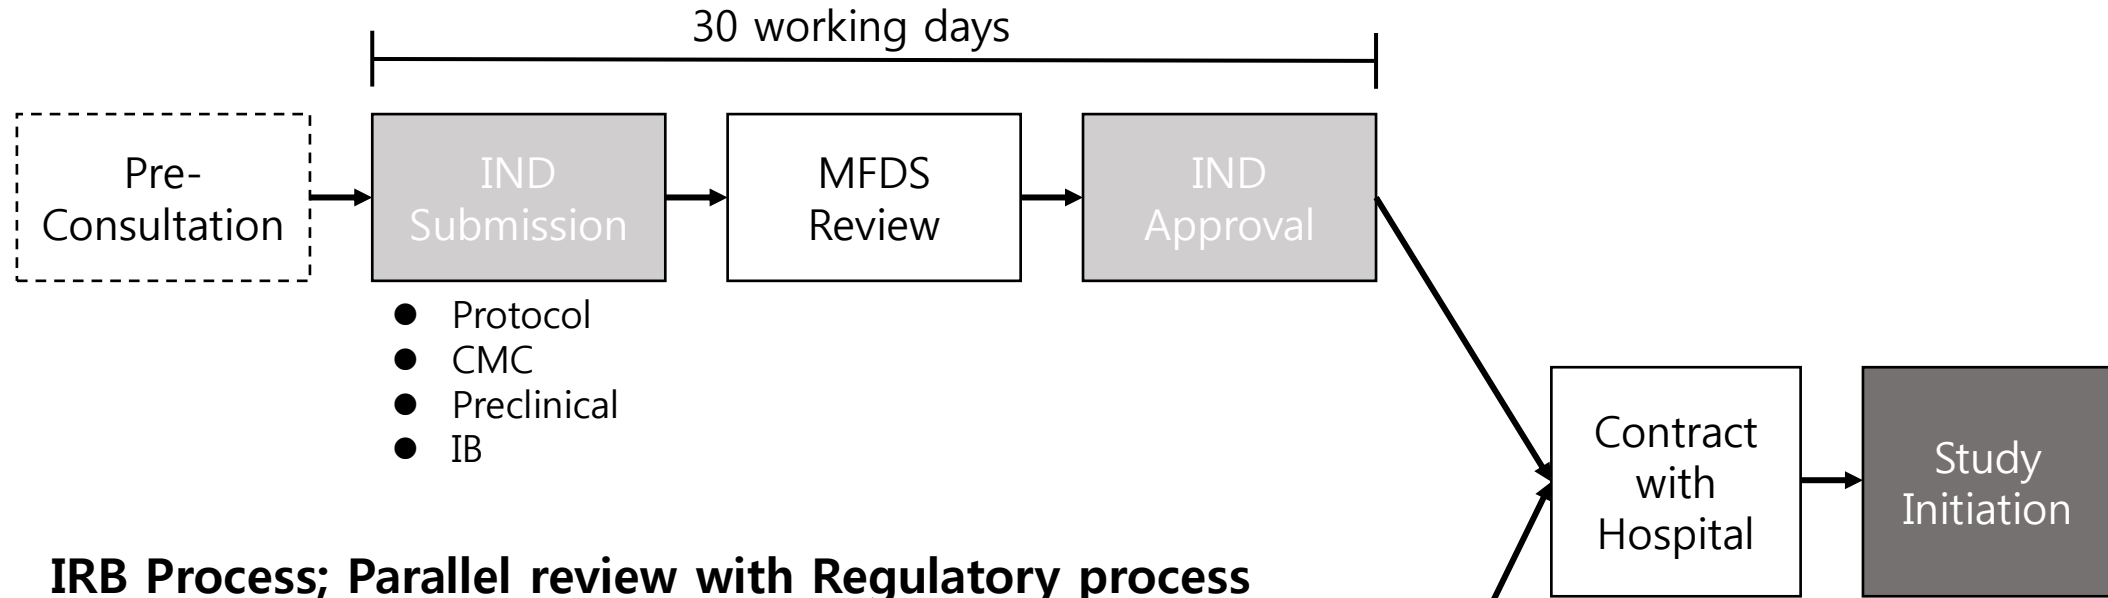 30 working days
Pre-
Consultation
IND
Submission
MFDS
Review
IND
Approval
● Protocol
● CMC
● Preclinical
● IB
Contract
with
Hospital
Study
Initiation
IRB Process; Parallel review with Regulatory process